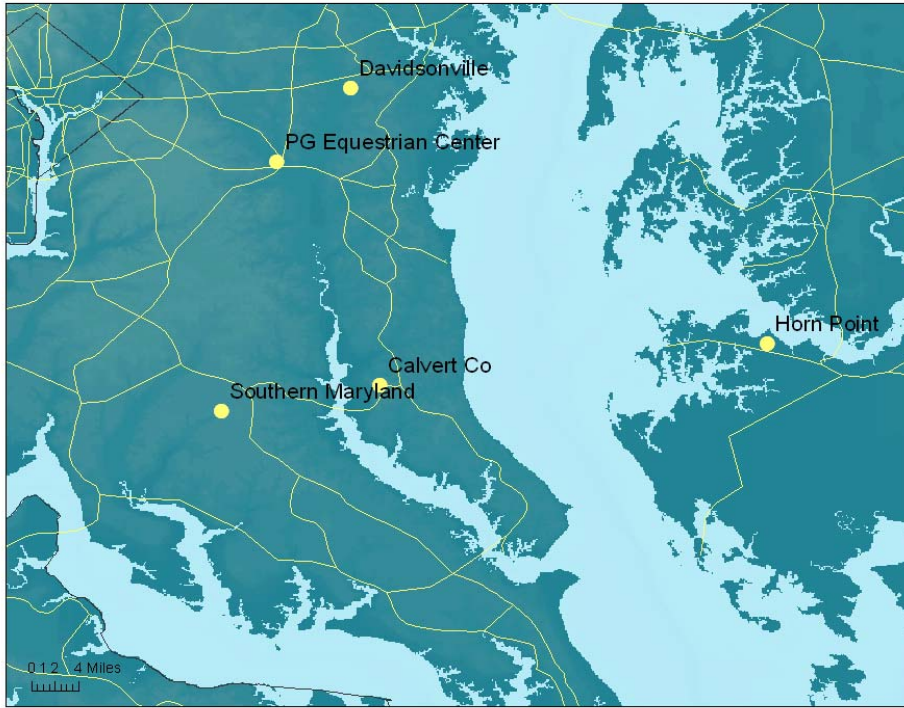 Davidsonville
PG Equestrian Center
Horn Point
Calvert Co
Southern Maryland
0 1 2 4 Miles